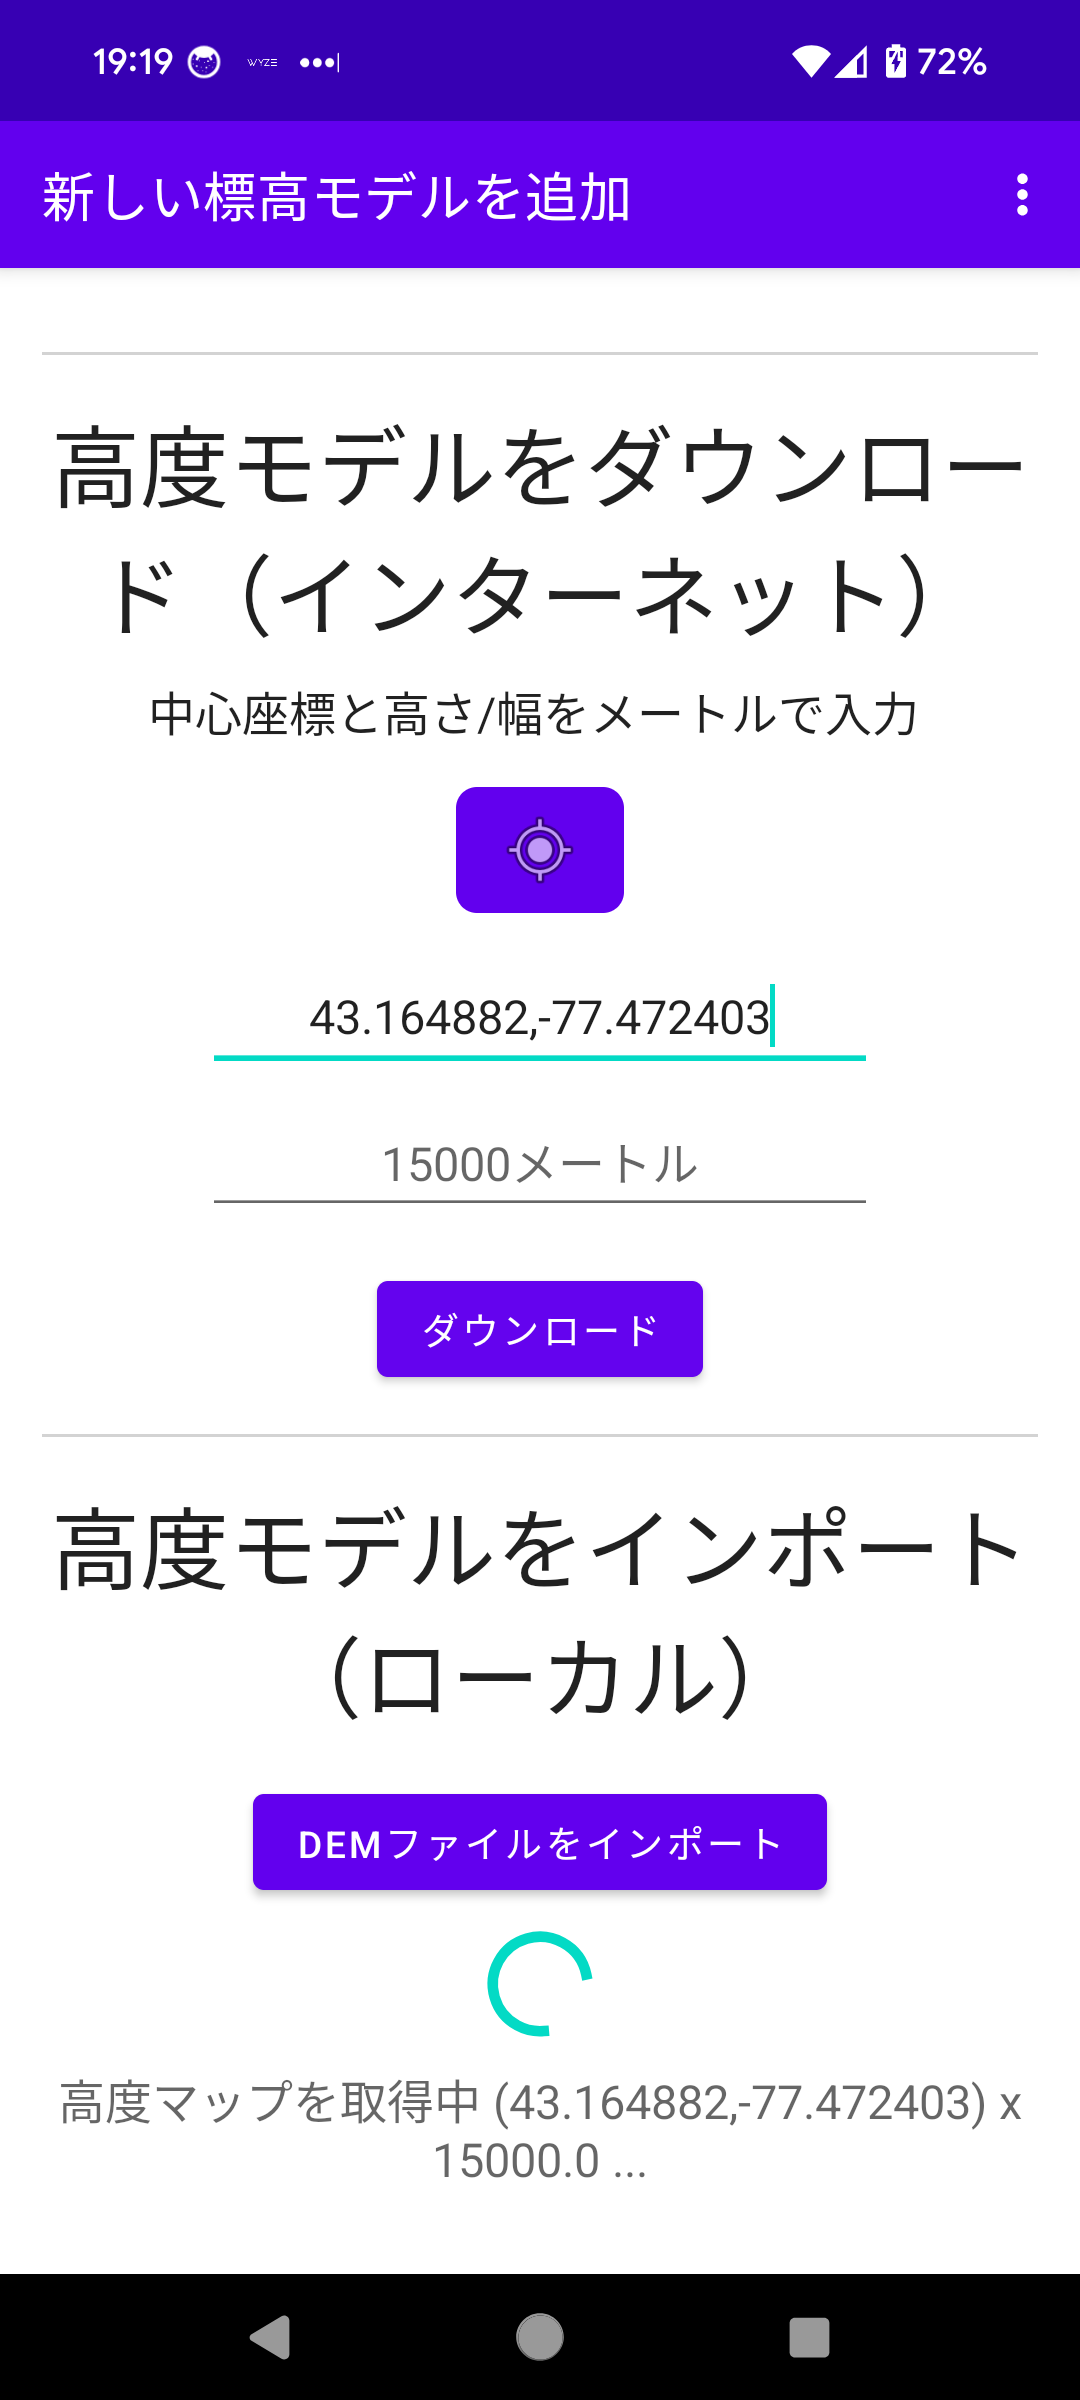 19:19 WYZE 72%
新しい標高モデルを追加
高度モデルをダウンロー
ド（インターネット）
中心座標と高さ/幅をメートルで入力
43.164882,-77.472403
15000メートル
ダウンロード
高度モデルをインポート
（ローカル）
DEMファイルをインポート
高度マップを取得中 (43.164882,-77.472403) x
15000.0 ...